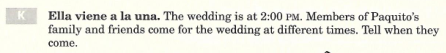 K Ella viene a la una. The wedding is at 2:00 PM. Members of Paquito's
family and friends come for the wedding at different times. Tell when they
come.